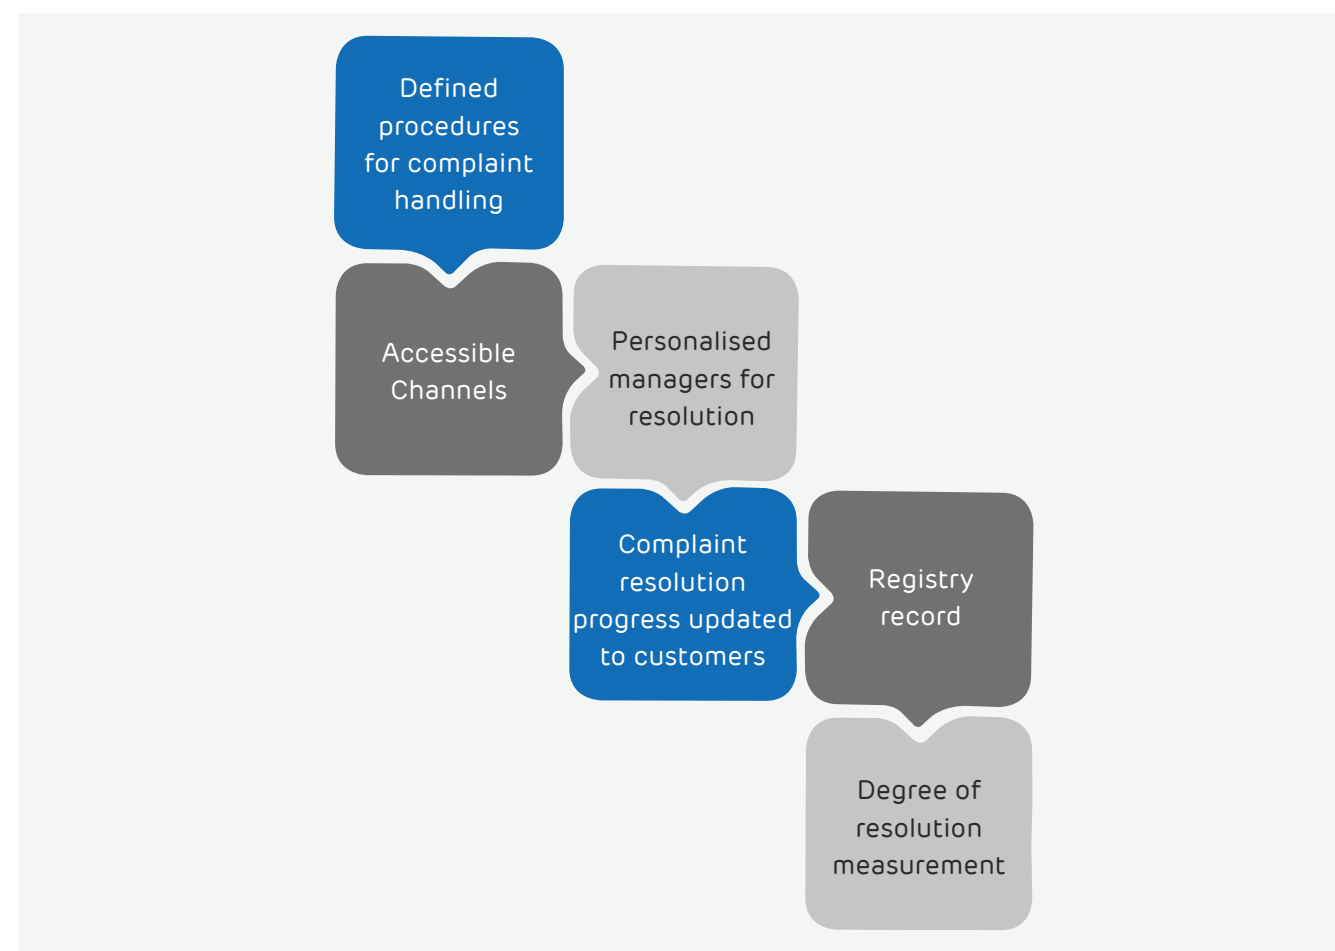 Defined
procedures
for complaint
handling
Accessible
Channels
Personalised
managers for
resolution
Complaint
resolution
progress updated
to customers
Registry
record
Degree of
resolution
measurement